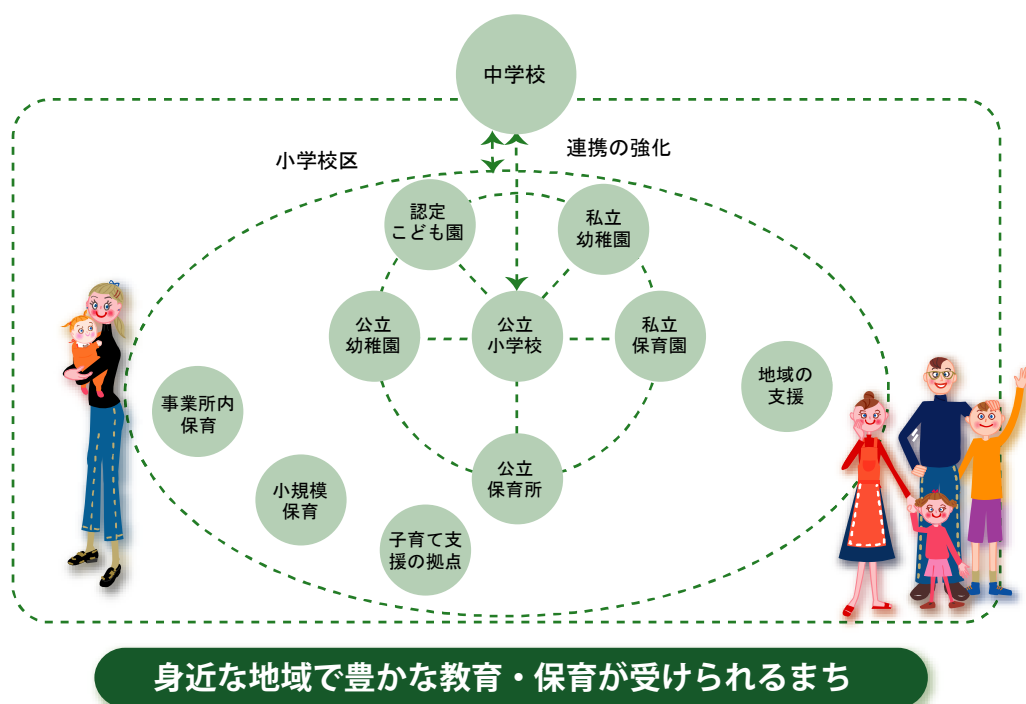 中学校
小学校区
連携の強化
認定
こども園
私立
幼稚園
公立
幼稚園
公立
小学校
私立
保育園
地域の
支援
事業所内
保育
小規模
保育
公立
保育所
子育て支
援の拠点
身近な地域で豊かな教育・保育が受けられるまち